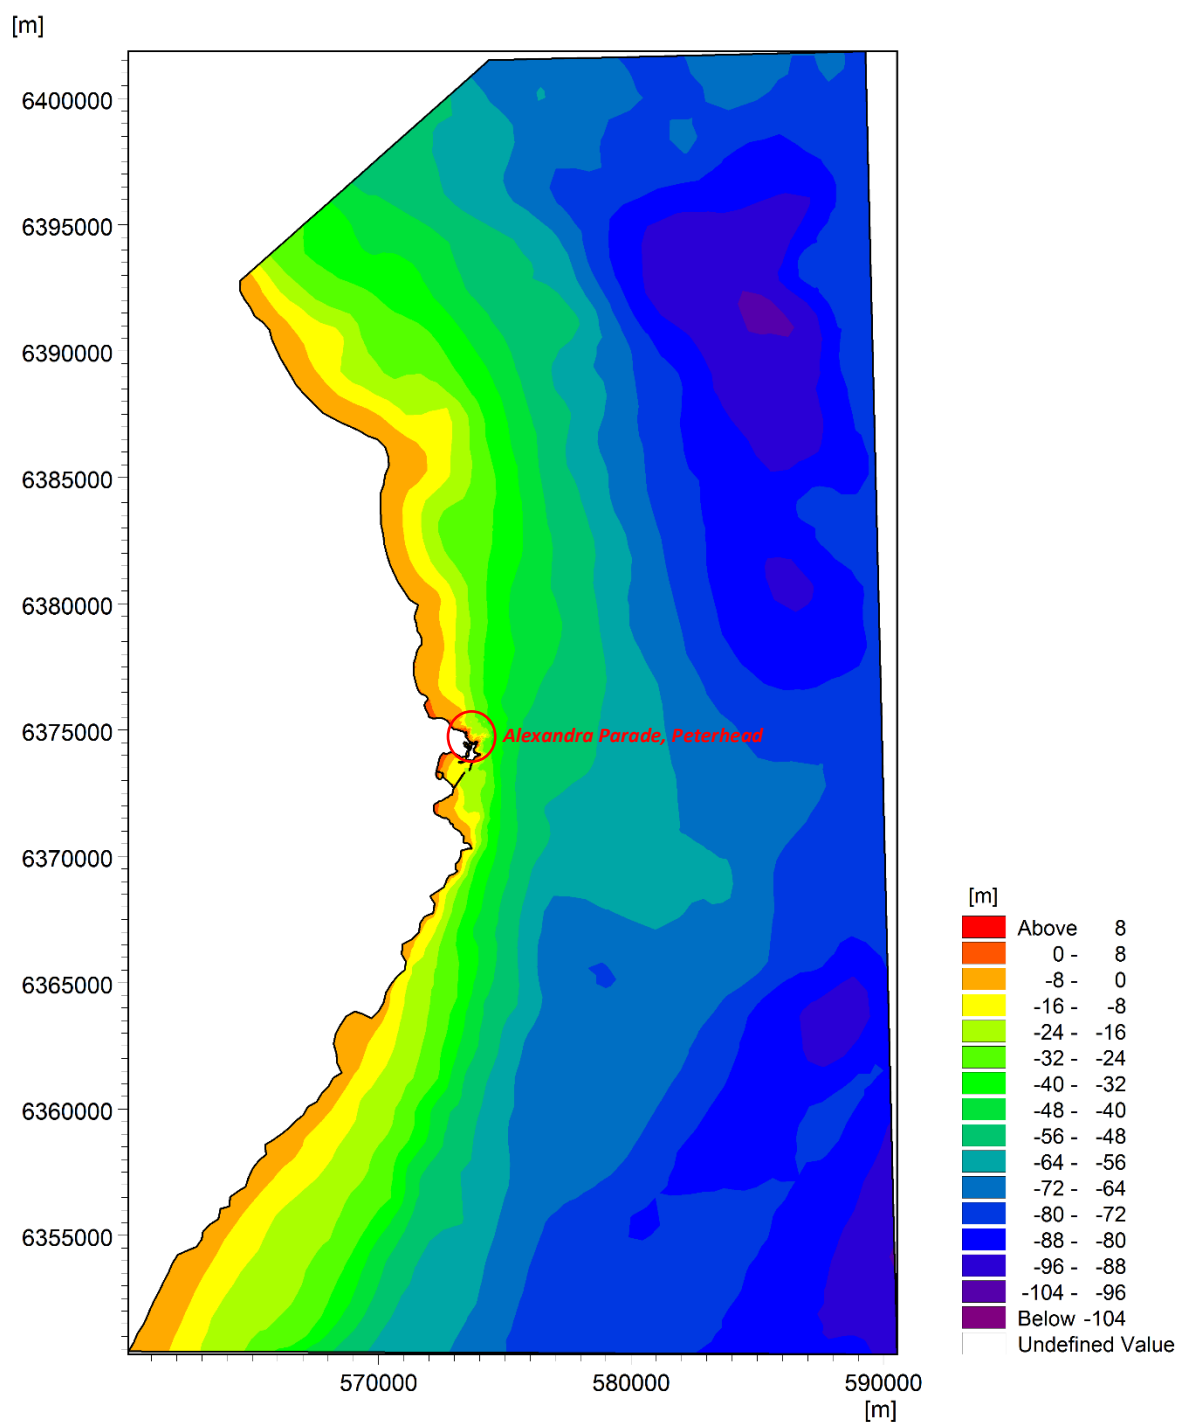 [m]
6400000
6395000
6390000
6385000
6380000
6375000
Alexandra Parade, Peterhead
6370000
6365000
6360000
6355000
570000 580000 590000
[m]
[m]
Above 8
0 - 8
-8 - 0
-16 - -8
-24 - -16
-32 - -24
-40 - -32
-48 - -40
-56 - -48
-64 - -56
-72 - -64
-80 - -72
-88 - -80
-96 - -88
-104 - -96
Below -104
Undefined Value